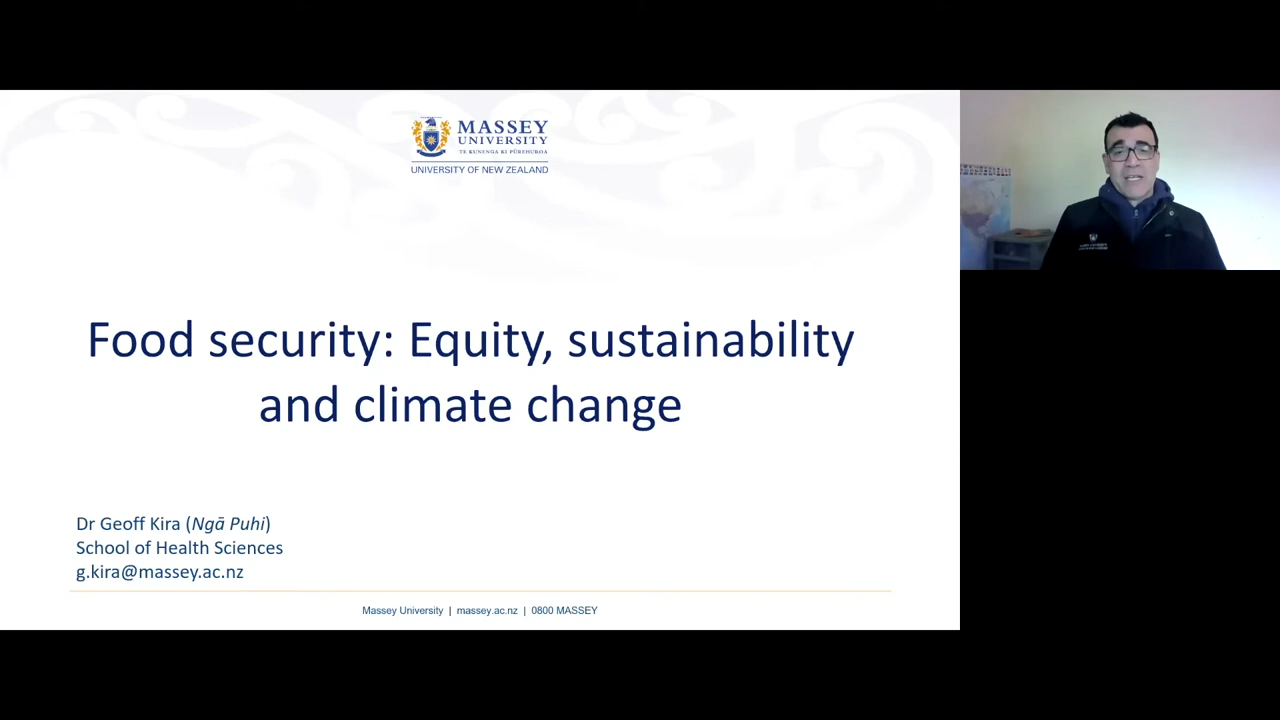 MASSEY
UNIVERSITY
TE KUNENGA KI PŪREHUROA
UNIVERSITY OF NEW ZEALAND
Food security: Equity, sustainability
and climate change
Dr Geoff Kira (Ngā Puhi)
School of Health Sciences
g.kira@massey.ac.nz
Massey University | massey.ac.nz | 0800 MASSEY